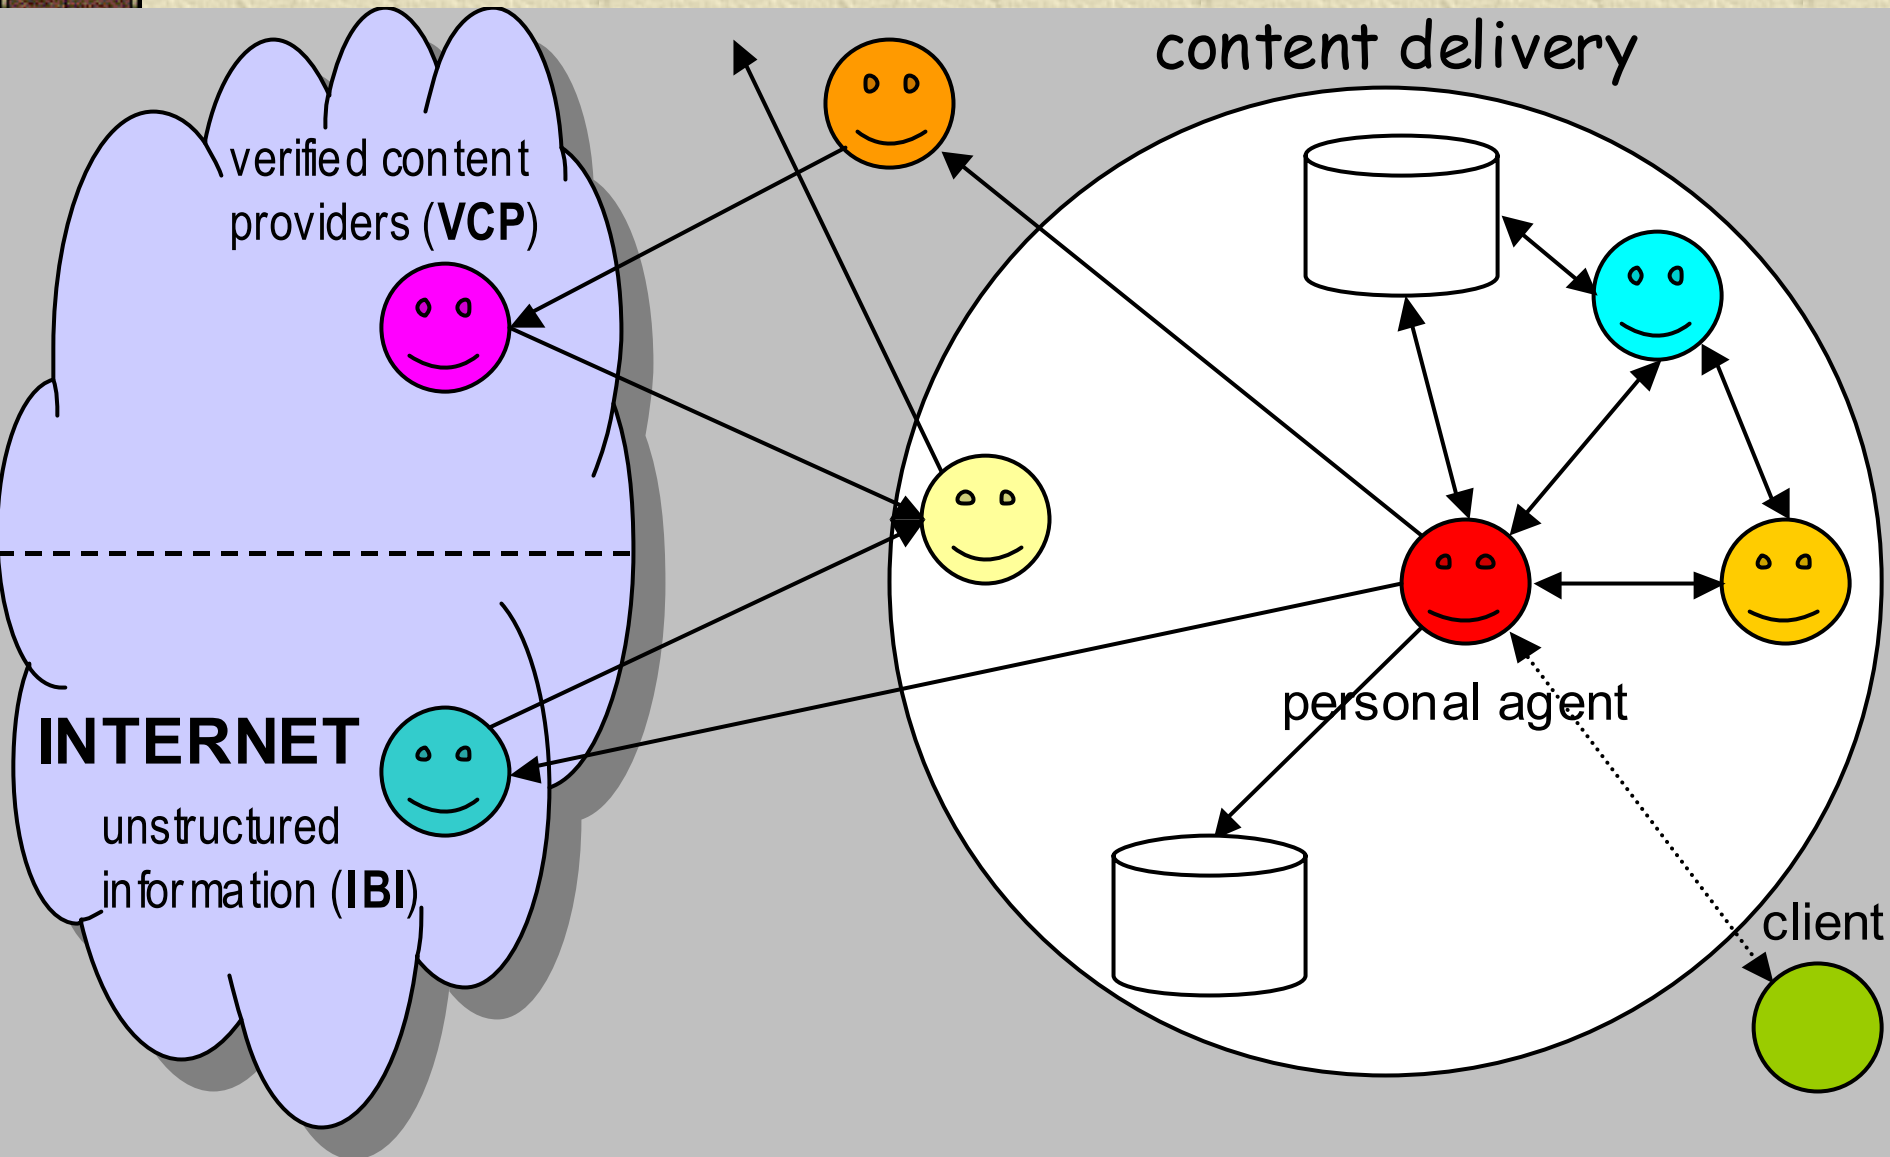 content delivery
verified content
providers (VCP)
INTERNET
unstructured
information (IBI)
personal agent
client